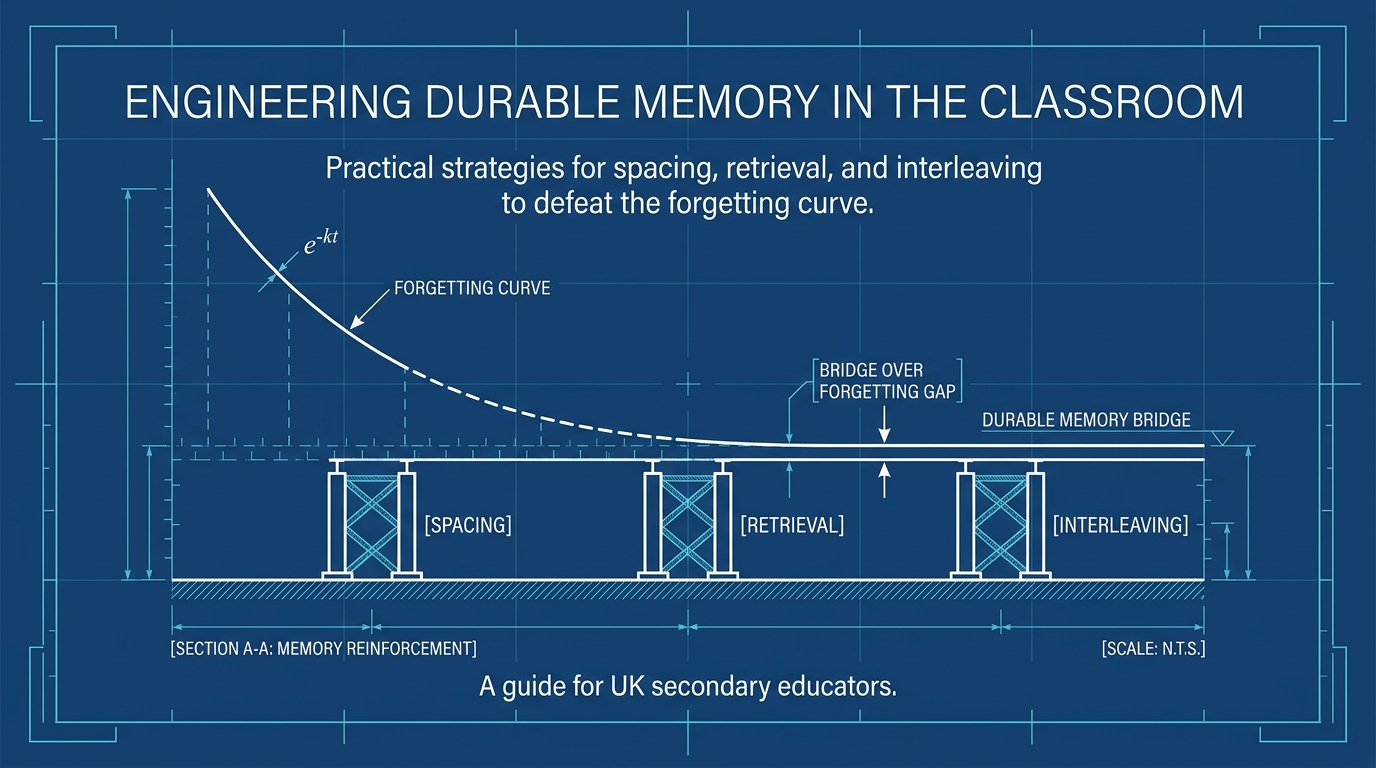 ENGINEERING DURABLE MEMORY IN THE CLASSROOM
Practical strategies for spacing, retrieval, and interleaving
to defeat the forgetting curve.
e^-kt
FORGETTING CURVE
[BRIDGE OVER
FORGETTING GAP]
DURABLE MEMORY BRIDGE
[SPACING]
[RETRIEVAL]
[INTERLEAVING]
[SECTION A-A: MEMORY REINFORCEMENT]
[SCALE: N.T.S.]
A guide for UK secondary educators.